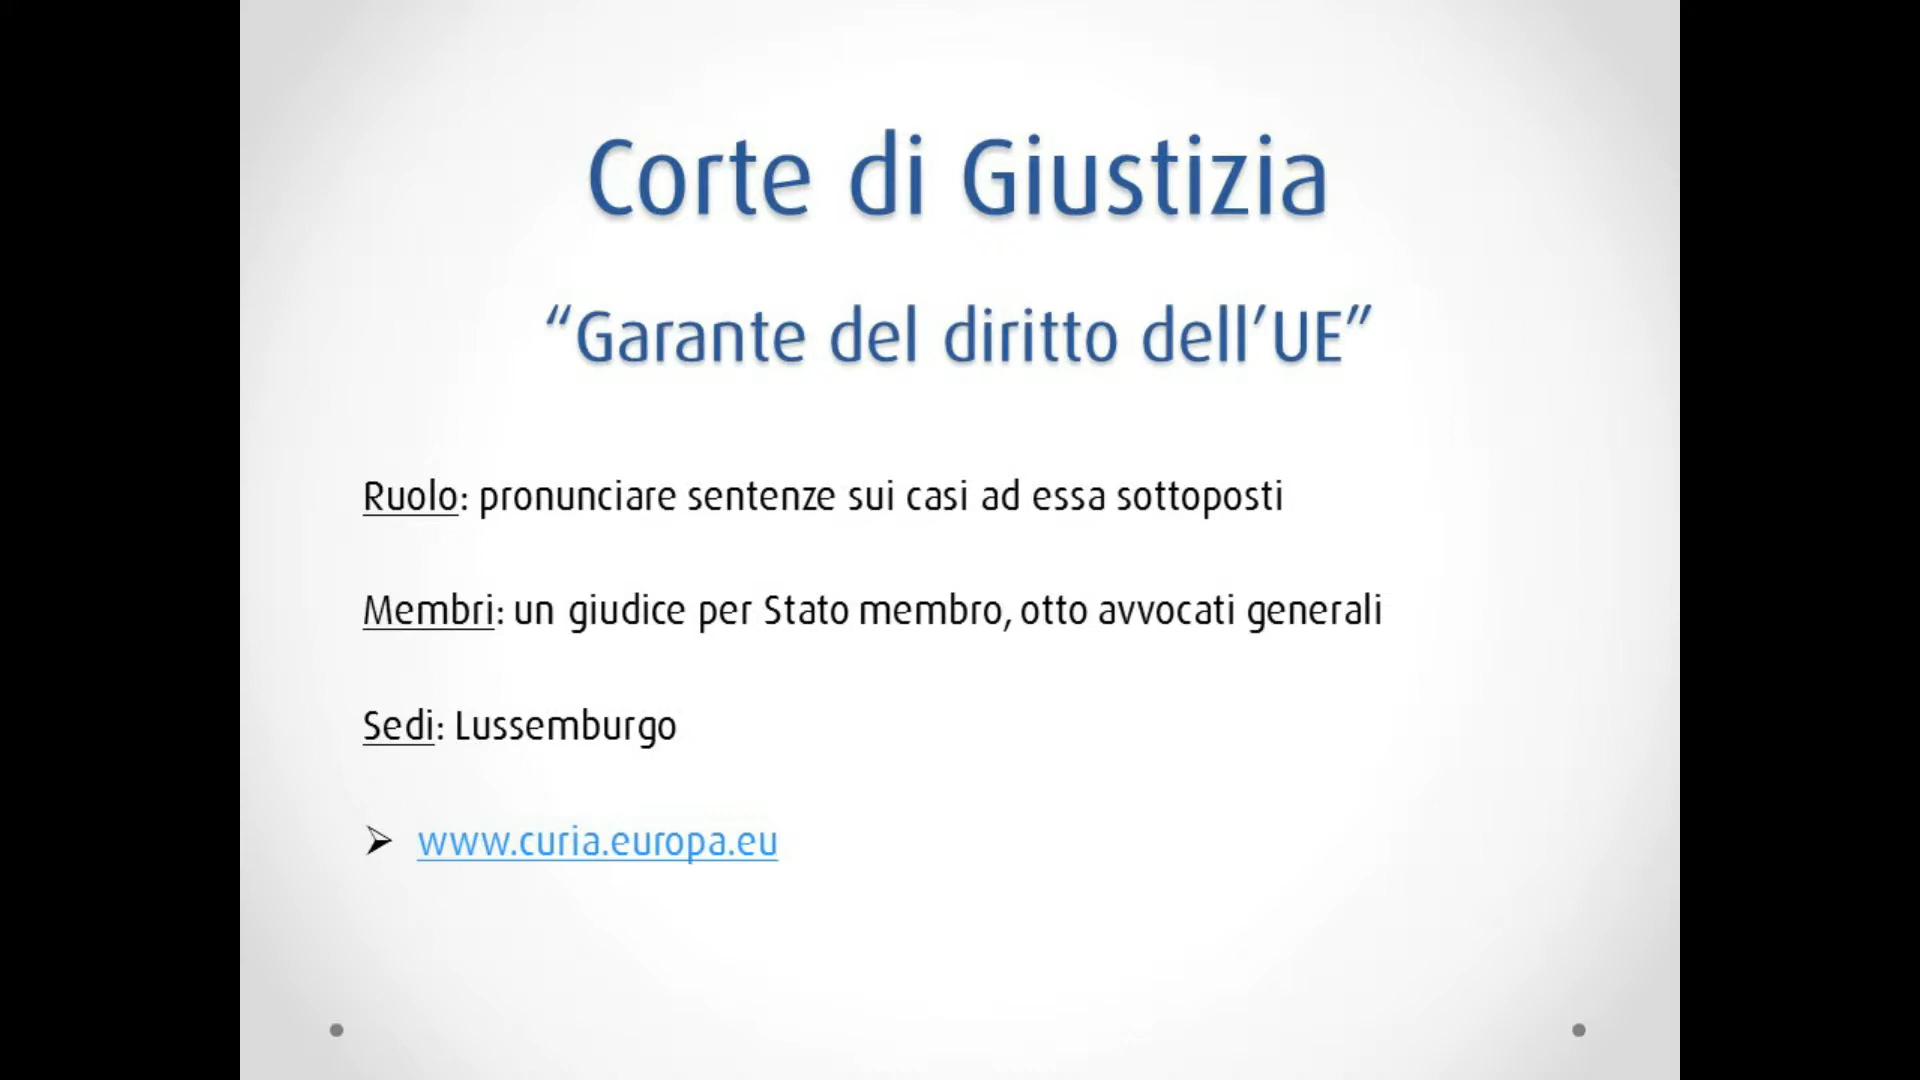 Corte di Giustizia
“Garante del diritto dell’UE”
Ruolo: pronunciare sentenze sui casi ad essa sottoposti
Membri: un giudice per Stato membro, otto avvocati generali
Sedi: Lussemburgo
➢ www.curia.europa.eu